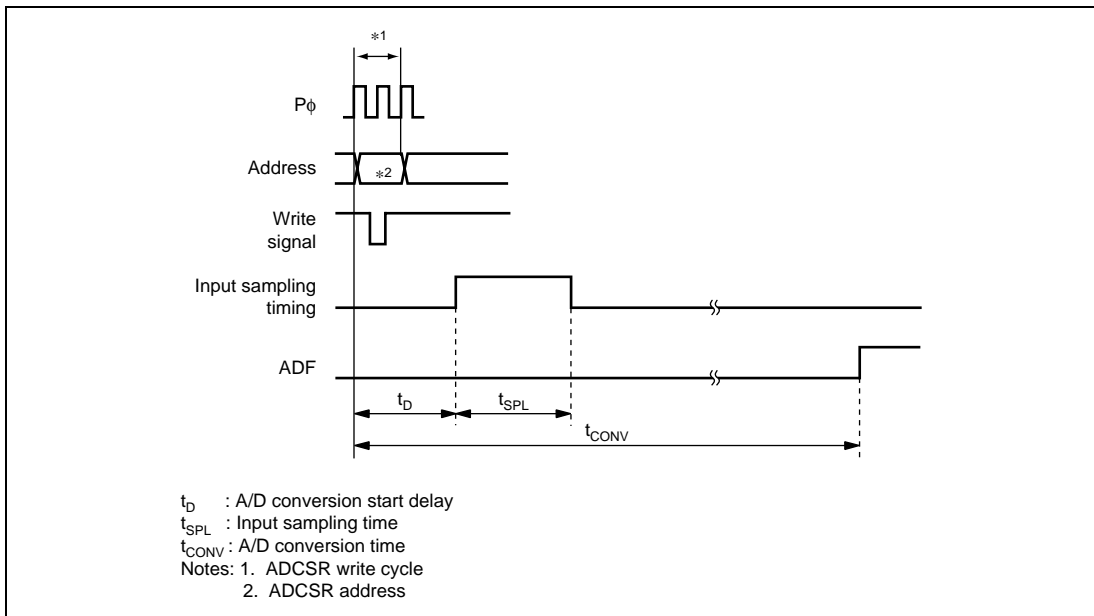 *1
Pϕ
Address
*2
Write
signal
Input sampling
timing
ADF
tD
tSPL
tCONV
tD : A/D conversion start delay
tSPL : Input sampling time
tCONV : A/D conversion time
Notes: 1. ADCSR write cycle
2. ADCSR address